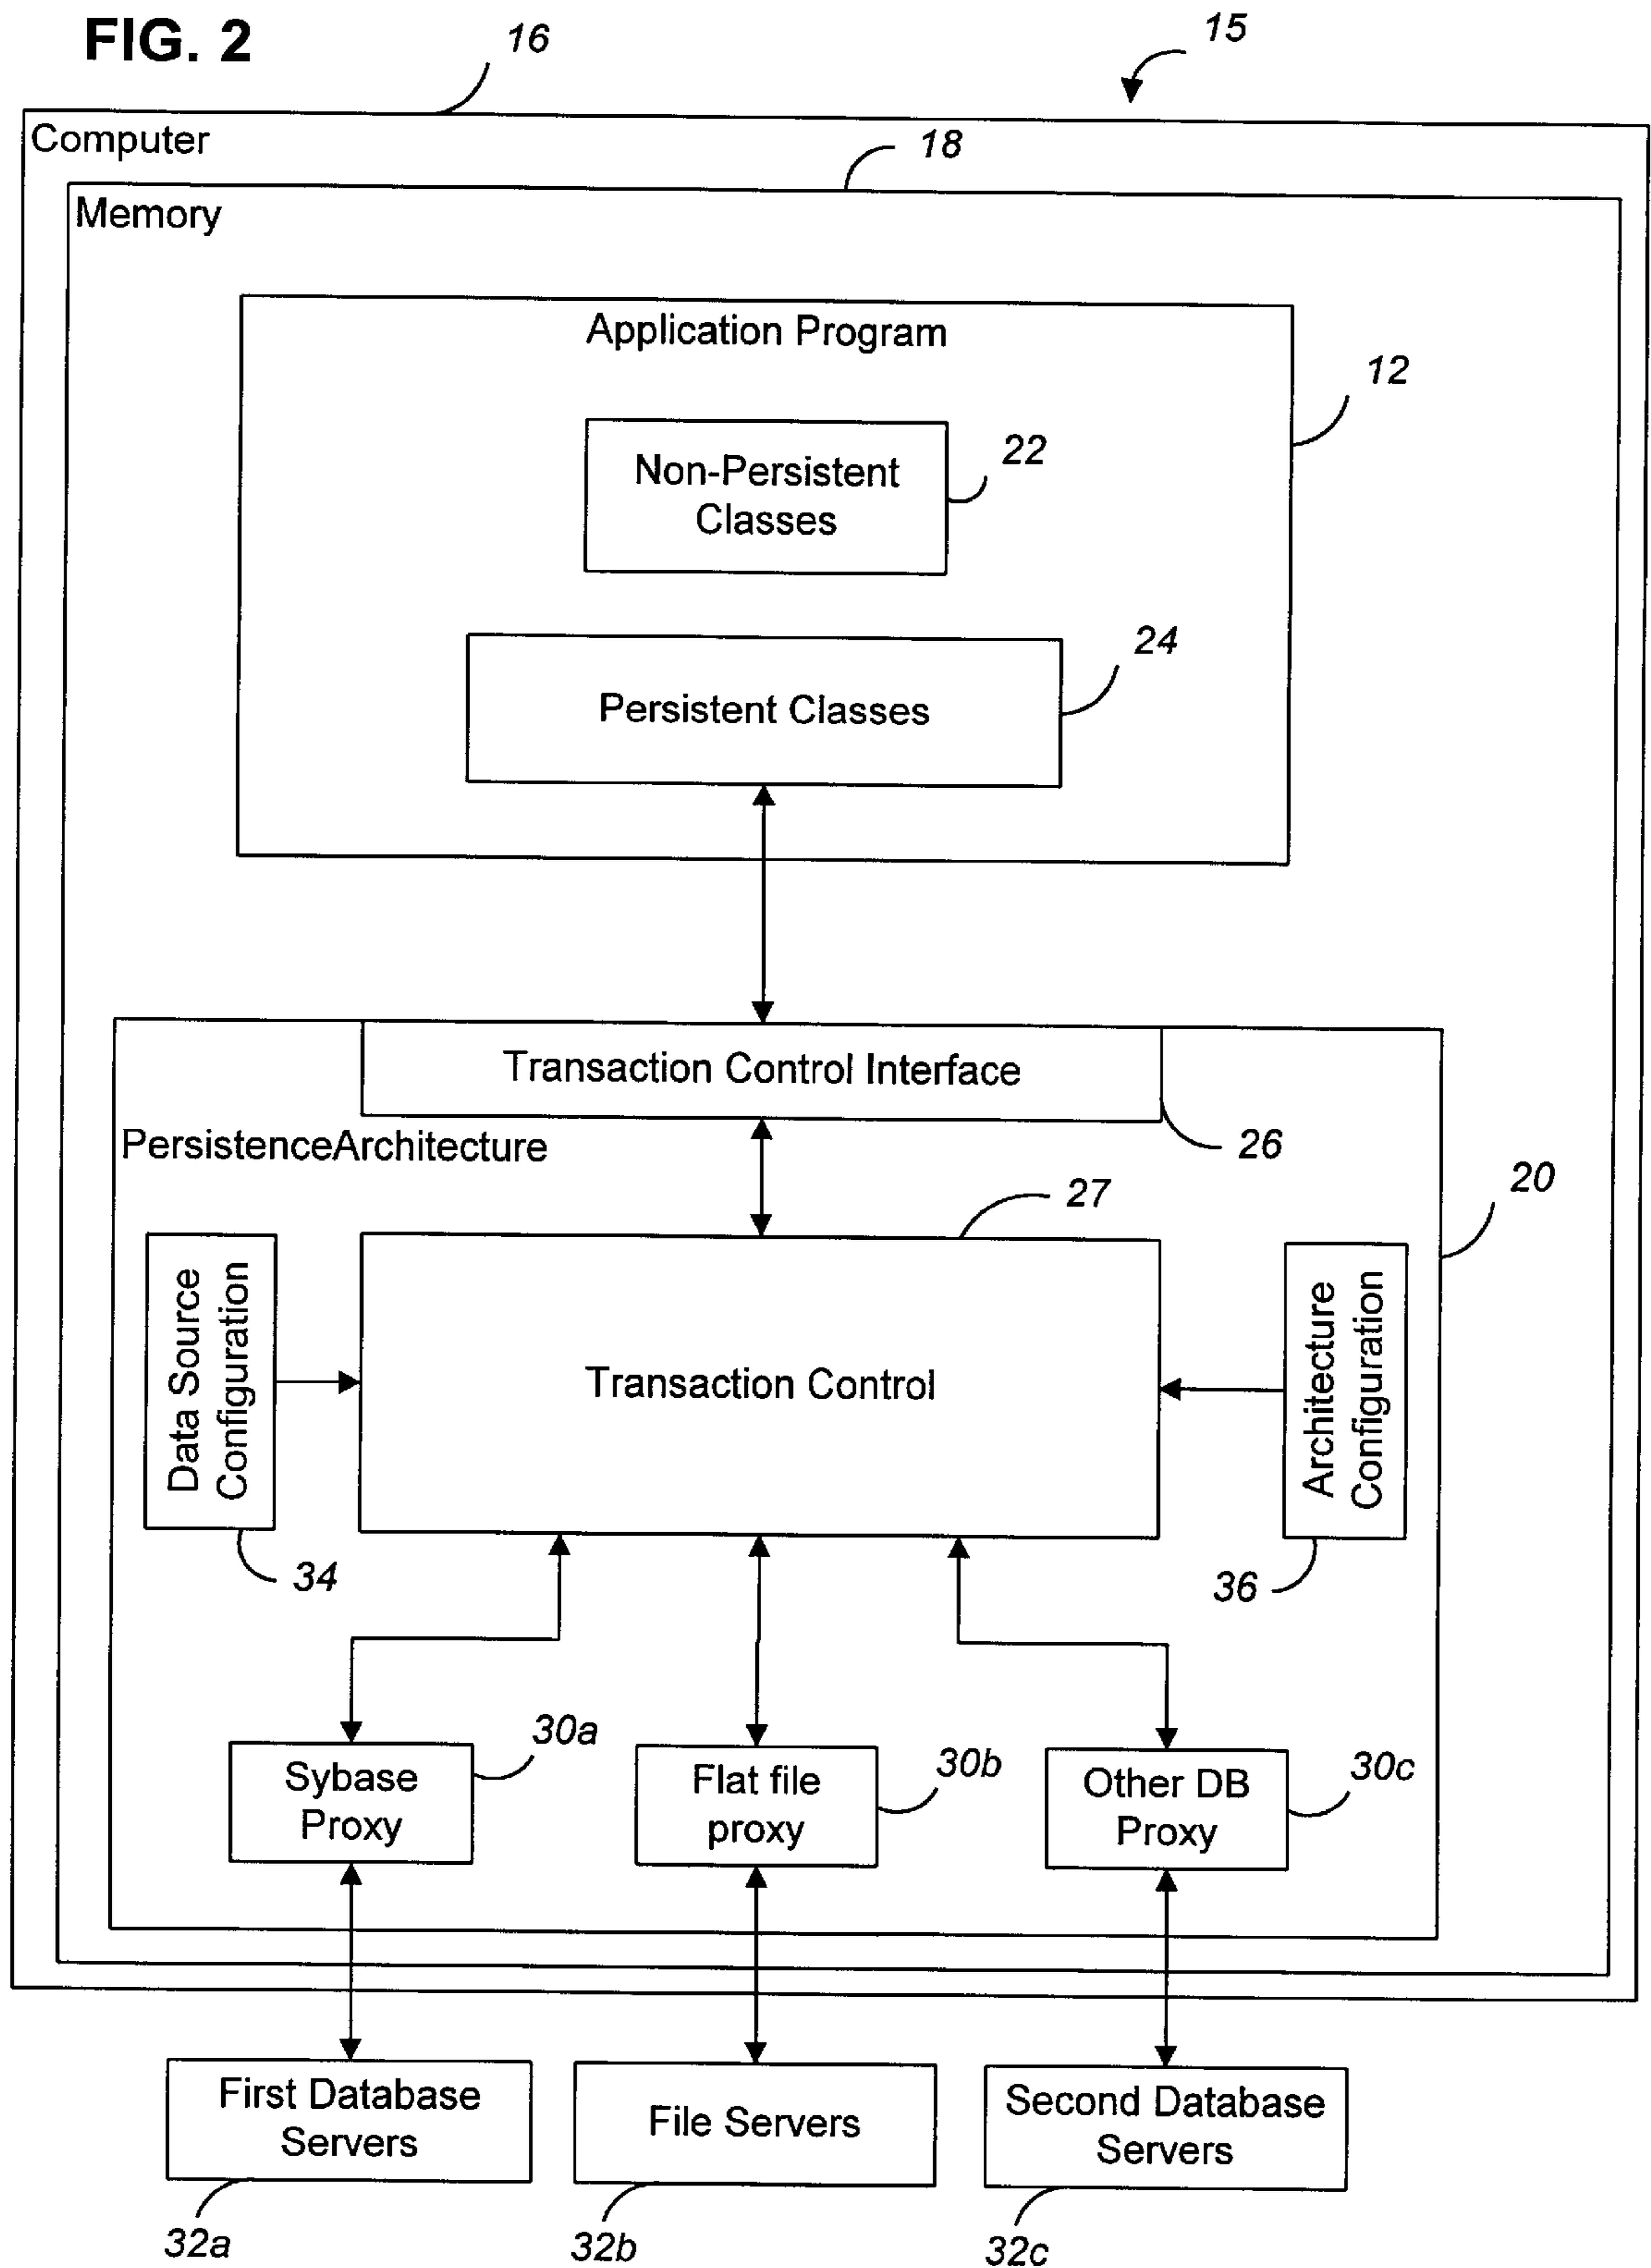 FIG. 2
16
15
Computer
18
Memory
Application Program
12
Non-Persistent
Classes
22
24
Persistent Classes
Transaction Control Interface
PersistenceArchitecture
26
27
20
Data Source
Configuration
Transaction Control
Architecture
Configuration
34
36
30a
Sybase
Proxy
30b
Flat file
proxy
30c
Other DB
Proxy
First Database
Servers
File Servers
Second Database
Servers
32a
32b
32c